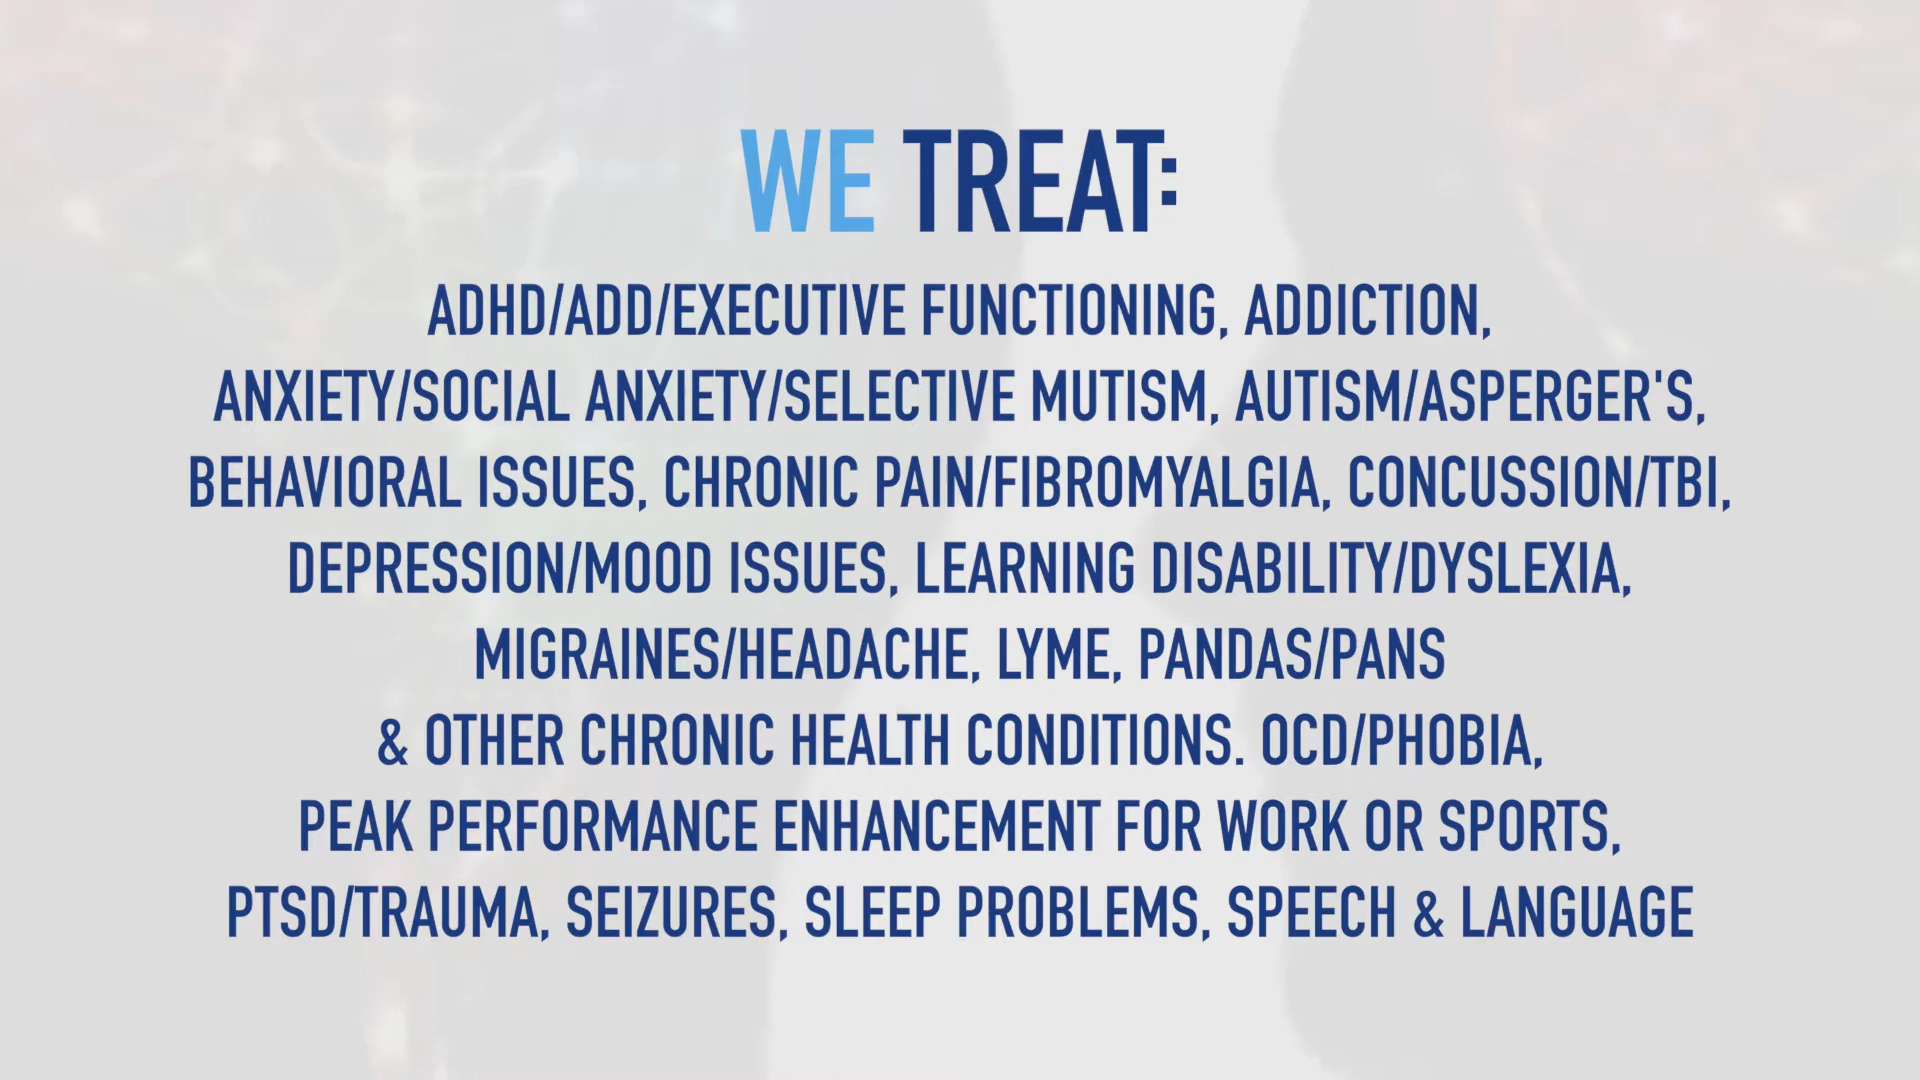 WE TREAT:
ADHD/ADD/EXECUTIVE FUNCTIONING, ADDICTION,
ANXIETY/SOCIAL ANXIETY/SELECTIVE MUTISM, AUTISM/ASPERGER'S,
BEHAVIORAL ISSUES, CHRONIC PAIN/FIBROMYALGIA, CONCUSSION/TBI,
DEPRESSION/MOOD ISSUES, LEARNING DISABILITY/DYSLEXIA,
MIGRAINES/HEADACHE, LYME, PANDAS/PANS
& OTHER CHRONIC HEALTH CONDITIONS. OCD/PHOBIA,
PEAK PERFORMANCE ENHANCEMENT FOR WORK OR SPORTS,
PTSD/TRAUMA, SEIZURES, SLEEP PROBLEMS, SPEECH & LANGUAGE